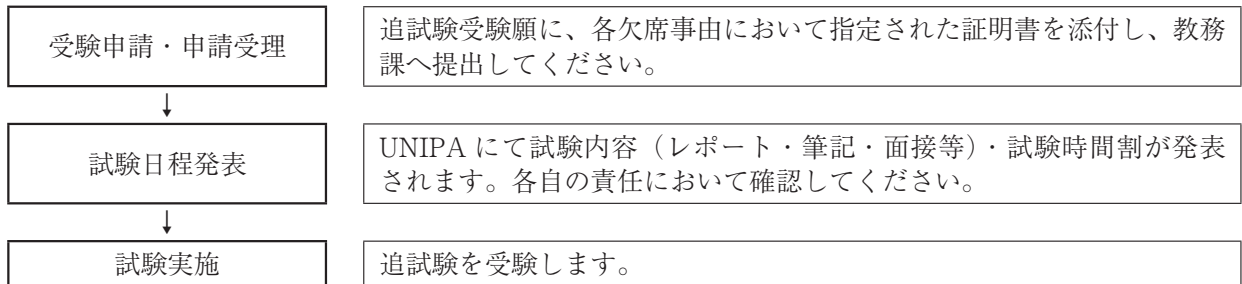 受験申請・申請受理
追試験受験願に、各欠席事由において指定された証明書を添付し、教務
課へ提出してください。
↓
試験日程発表
UNIPA にて試験内容（レポート・筆記・面接等）・試験時間割が発表
されます。各自の責任において確認してください。
↓
試験実施
追試験を受験します。